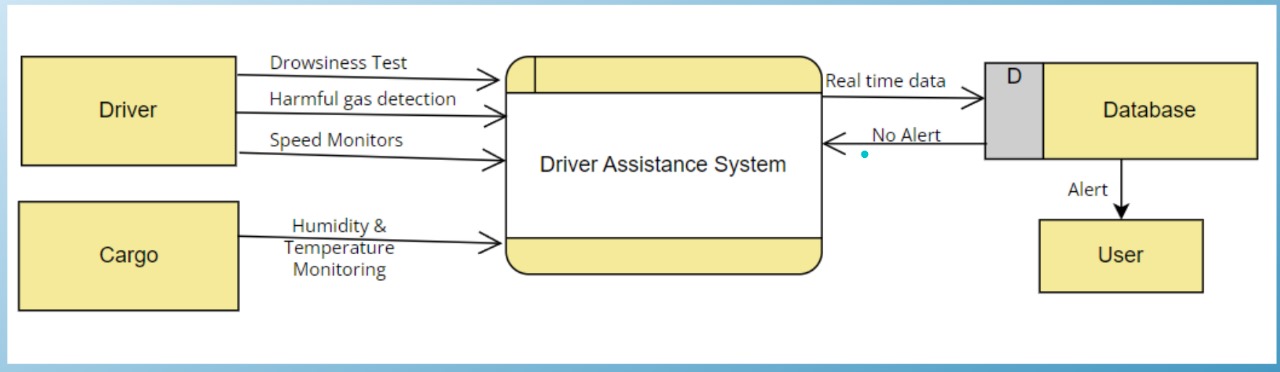 Driver
Drowsiness Test
Harmful gas detection
Speed Monitors
Cargo
Humidity &
Temperature
Monitoring
Driver Assistance System
Real time data
No Alert
D
Database
Alert
User